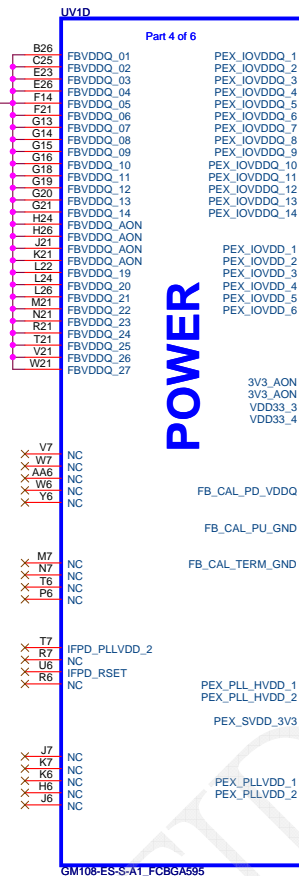 UV1D
Part 4 of 6
B26 FBVDDQ_01 PEX_IOVDDQ_1
C25 FBVDDQ_02 PEX_IOVDDQ_2
E23 FBVDDQ_03 PEX_IOVDDQ_3
E26 FBVDDQ_04 PEX_IOVDDQ_4
F14 FBVDDQ_05 PEX_IOVDDQ_5
F21 FBVDDQ_06 PEX_IOVDDQ_6
G13 FBVDDQ_07 PEX_IOVDDQ_7
G14 FBVDDQ_08 PEX_IOVDDQ_8
G15 FBVDDQ_09 PEX_IOVDDQ_9
G16 FBVDDQ_10 PEX_IOVDDQ_10
G18 FBVDDQ_11 PEX_IOVDDQ_11
G19 FBVDDQ_12 PEX_IOVDDQ_12
G20 FBVDDQ_13 PEX_IOVDDQ_13
G21 FBVDDQ_14 PEX_IOVDDQ_14
H24 FBVDDQ_AON
H26 FBVDDQ_AON
J21 FBVDDQ_AON PEX_IOVDD_1
K21 FBVDDQ_AON PEX_IOVDD_2
L22 FBVDDQ_19 PEX_IOVDD_3
L24 FBVDDQ_20 PEX_IOVDD_4
L26 FBVDDQ_21 PEX_IOVDD_5
M21 FBVDDQ_22 PEX_IOVDD_6
N21 FBVDDQ_23
R21 FBVDDQ_24
T21 FBVDDQ_25
V21 FBVDDQ_26
W21 FBVDDQ_27
POWER
3V3_AON
3V3_AON
VDD33_3
VDD33_4
V7 NC
W7 NC
AA6 NC
W6 NC FB_CAL_PD_VDDQ
Y6 NC
FB_CAL_PU_GND
M7 NC FB_CAL_TERM_GND
N7 NC
T6 NC
P6 NC
T7 IFPD_PLLVDD_2
R7 NC
U6 IFPD_RSET
R6 NC PEX_PLL_HVDD_1
PEX_PLL_HVDD_2
PEX_SVDD_3V3
J7 NC
K7 NC
K6 NC PEX_PLLVDD_1
H6 NC PEX_PLLVDD_2
J6 NC
GM108-ES-S-A1_FCBGA595